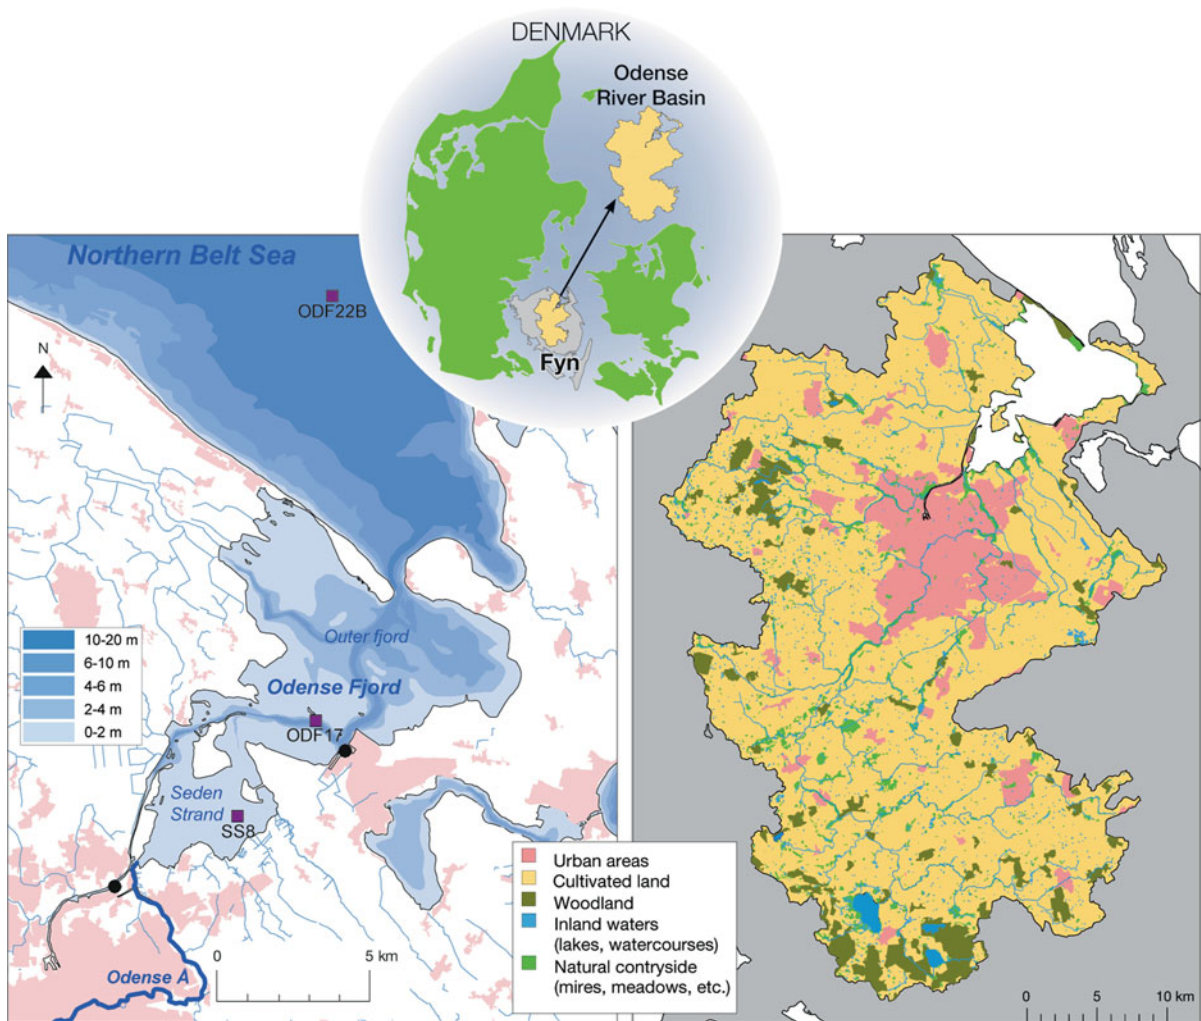 DENMARK
Odense
River Basin
Fyn
Northern Belt Sea
ODF22B
N
Outer fjord
Odense Fjord
ODF17
Seden
Strand
SS8
Odense Å
10-20 m
6-10 m
4-6 m
2-4 m
0-2 m
0 5 km
Urban areas
Cultivated land
Woodland
Inland waters
(lakes, watercourses)
Natural contryside
(mires, meadows, etc.)
0 5 10 km